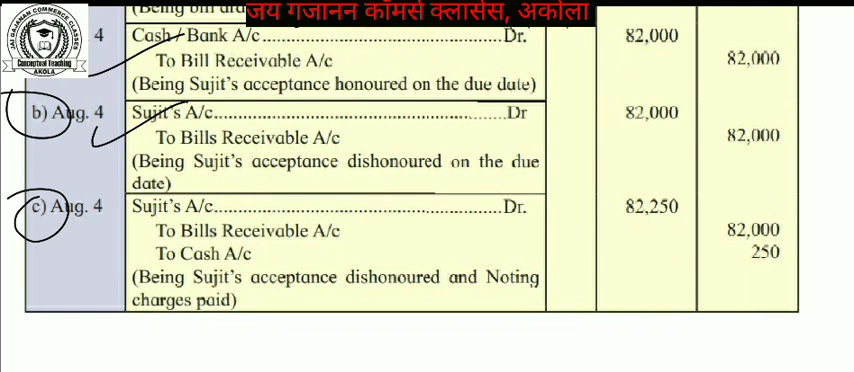 जय गजानन कॉमर्स क्लासेस, अकोला
JAI GAJANAN COMMERCE CLASSES
Conceptual Teaching
AKOLA
4 Cash / Bank A/c.......................................................Dr. 82,000
To Bill Receivable A/c 82,000
(Being Sujit's acceptance honoured on the due date)
b) Aug. 4 Sujit's A/c...............................................................Dr 82,000
To Bills Receivable A/c 82,000
(Being Sujit's acceptance dishonoured on the due
date)
c) Aug. 4 Sujit's A/c..............................................................Dr. 82,250
To Bills Receivable A/c 82,000
To Cash A/c 250
(Being Sujit's acceptance dishonoured and Noting
charges paid)